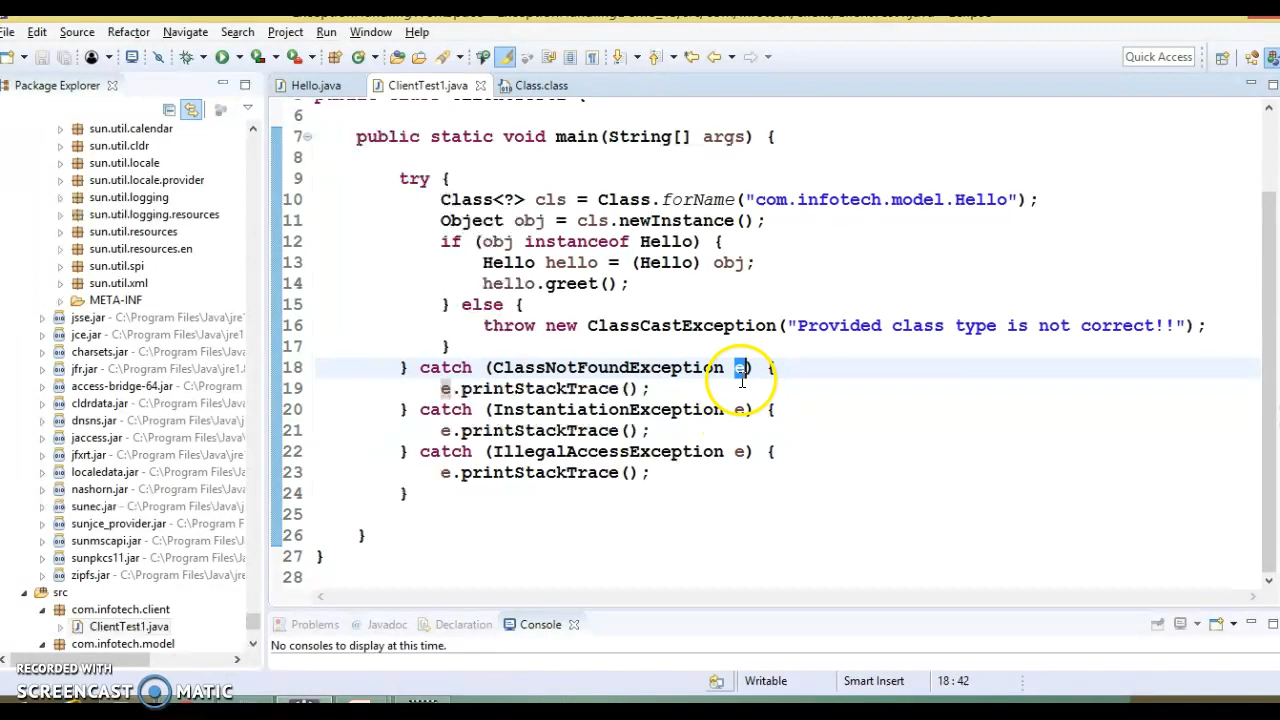 File Edit Source Refactor Navigate Search Project Run Window Help
Quick Access
Package Explorer
Hello.java
ClientTest1.java
Class.class
sun.util.calendar
sun.util.cldr
sun.util.locale
sun.util.locale.provider
sun.util.logging
sun.util.logging.resources
sun.util.resources
sun.util.resources.en
sun.util.spi
sun.util.xml
META-INF
jsse.jar - C:\Program Files\Java\jre1
jce.jar - C:\Program Files\Java\jre1
charsets.jar - C:\Program Files\Java\
jfr.jar - C:\Program Files\Java\jre1.
access-bridge-64.jar - C:\Program
cldrdata.jar - C:\Program Files\Java
dnsns.jar - C:\Program Files\Java\jr
jaccess.jar - C:\Program Files\Java\j
jfxrt.jar - C:\Program Files\Java\jre1
localedata.jar - C:\Program Files\Ja
nashorn.jar - C:\Program Files\Java
sunec.jar - C:\Program Files\Java\jr
sunjce_provider.jar - C:\Program Fi
sunmscapi.jar - C:\Program Files\Ja
sunpkcs11.jar - C:\Program Files\Ja
zipfs.jar - C:\Program Files\Java\jre
src
com.infotech.client
ClientTest1.java
com.infotech.model
6
7 public static void main(String[] args) {
8
9 try {
10 Class<?> cls = Class.forName("com.infotech.model.Hello");
11 Object obj = cls.newInstance();
12 if (obj instanceof Hello) {
13 Hello hello = (Hello) obj;
14 hello.greet();
15 } else {
16 throw new ClassCastException("Provided class type is not correct!!");
17 }
18 } catch (ClassNotFoundException e) {
19 e.printStackTrace();
20 } catch (InstantiationException e) {
21 e.printStackTrace();
22 } catch (IllegalAccessException e) {
23 e.printStackTrace();
24 }
25
26 }
27 }
28
Problems @ Javadoc Declaration Console
No consoles to display at this time.
Writable Smart Insert 18 : 42
RECORDED WITH
SCREENCAST MATIC